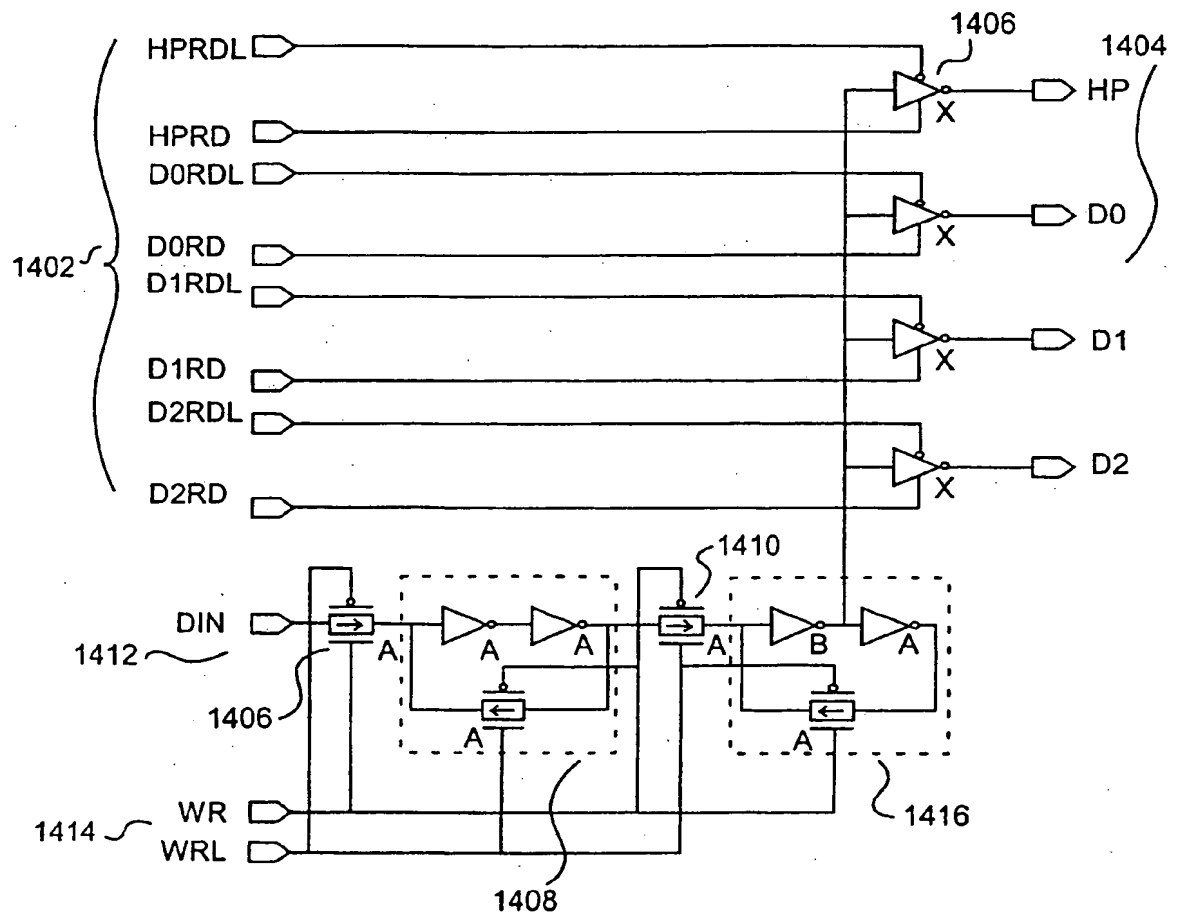 1406
1404
HPRDL
HP
X
HPRD
D0RDL
D0
X
1402
D0RD
D1RDL
D1
X
D1RD
D2RDL
D2
X
D2RD
1410
DIN
A
A
A
A
B
A
1412
1406
A
A
WR
1414
1416
WRL
1408